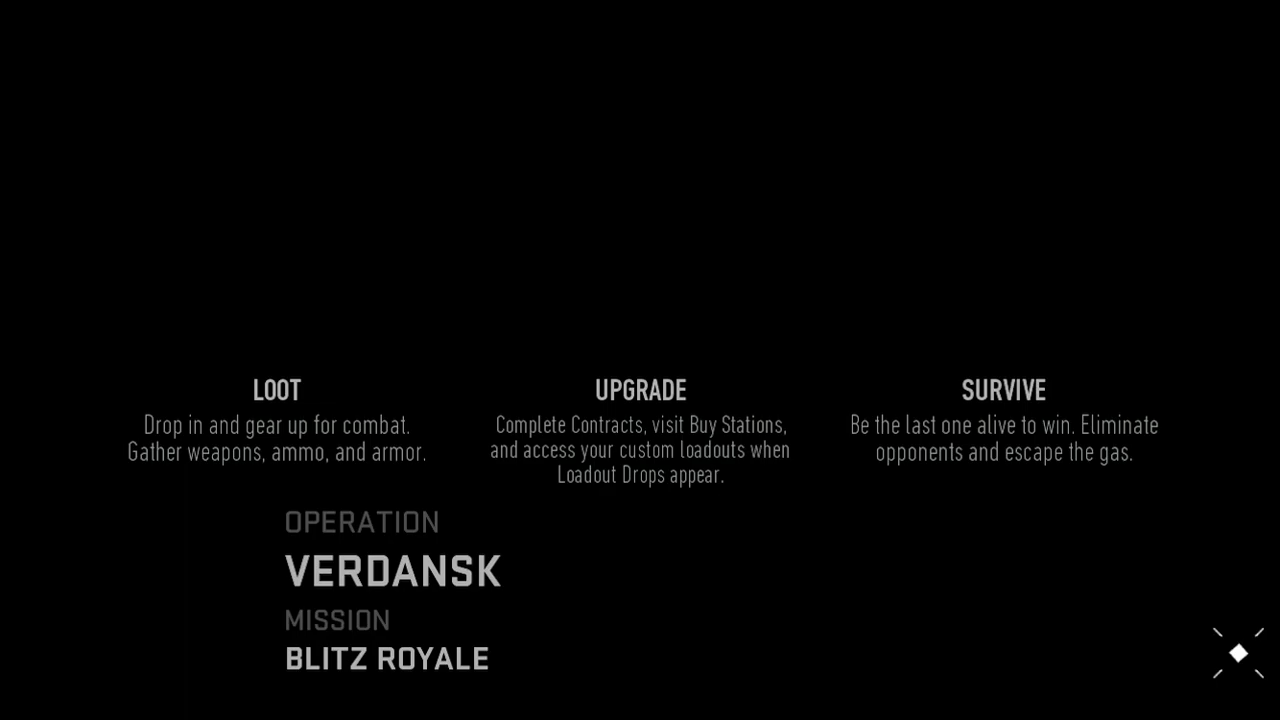 LOOT
Drop in and gear up for combat.
Gather weapons, ammo, and armor.
UPGRADE
Complete Contracts, visit Buy Stations,
and access your custom loadouts when
Loadout Drops appear.
SURVIVE
Be the last one alive to win. Eliminate
opponents and escape the gas.
OPERATION
VERDANSK
MISSION
BLITZ ROYALE